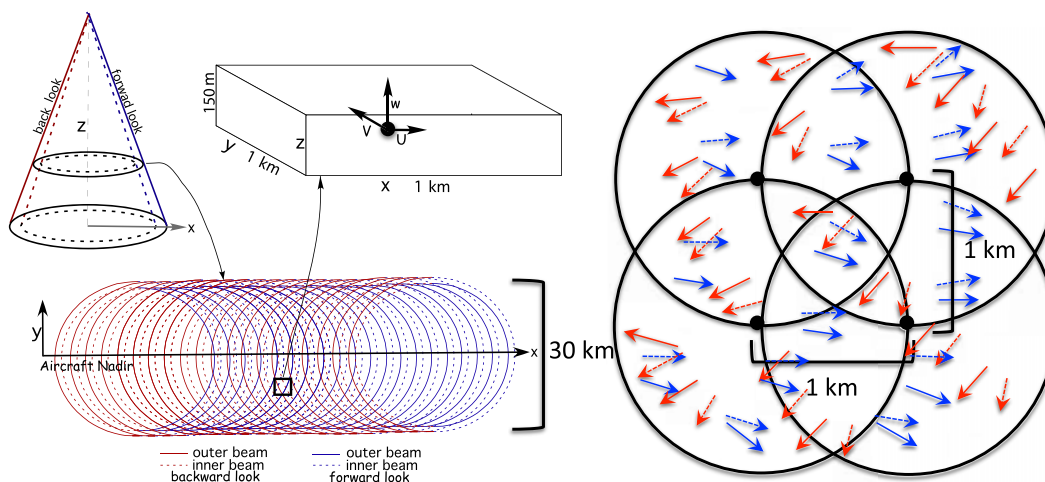 back look
forwad look
z
x
150 m
y
1 km
z
x
1 km
w
V
U
y
Aircraft Nadir
x
30 km
outer beam
inner beam
backward look
outer beam
inner beam
forward look
1 km
1 km